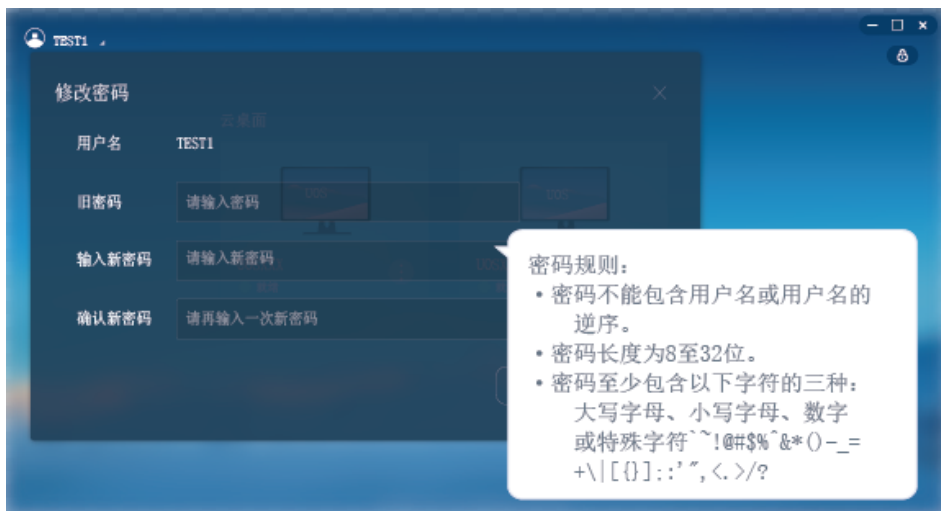 TEST1
修改密码
云桌面
用户名
TEST1
旧密码
请输入密码
输入新密码
请输入新密码
确认新密码
请再输入一次新密码
密码规则：
•密码不能包含用户名或用户名的
逆序。
•密码长度为8至32位。
•密码至少包含以下字符的三种：
大写字母、小写字母、数字
或特殊字符`~!@#$%^&*()-_=
+\|[{}];:'",<.>/?